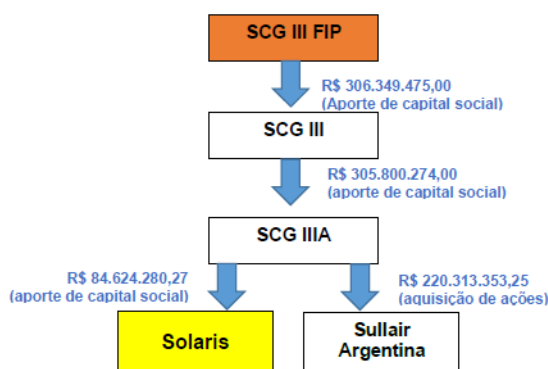 SCG III FIP
R$ 306.349.475,00
(Aporte de capital social)
SCG III
R$ 305.800.274,00
(aporte de capital social)
SCG IIIA
R$ 84.624.280,27
(aporte de capital social)
R$ 220.313.353,25
(aquisição de ações)
Solaris
Sullair
Argentina